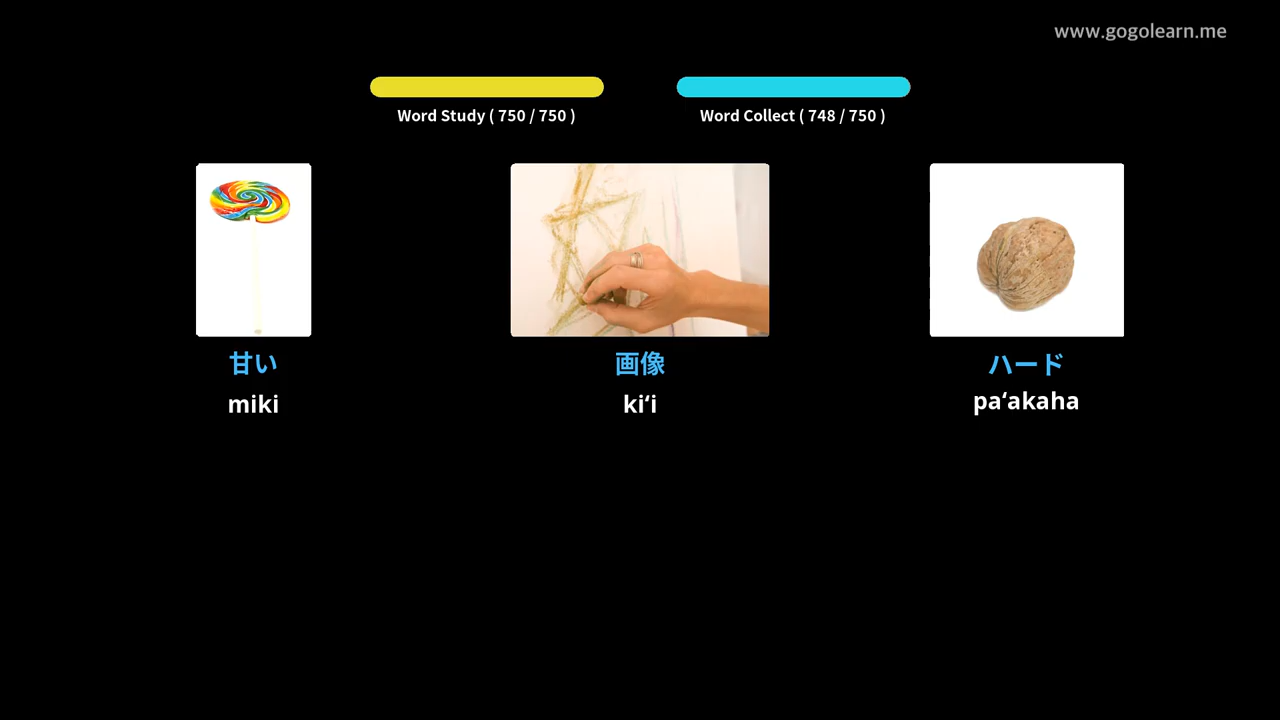 www.gogolearn.me
Word Study ( 750 / 750 )
Word Collect ( 748 / 750 )
甘い
画像
ハード
miki
kiʻi
paʻakaha